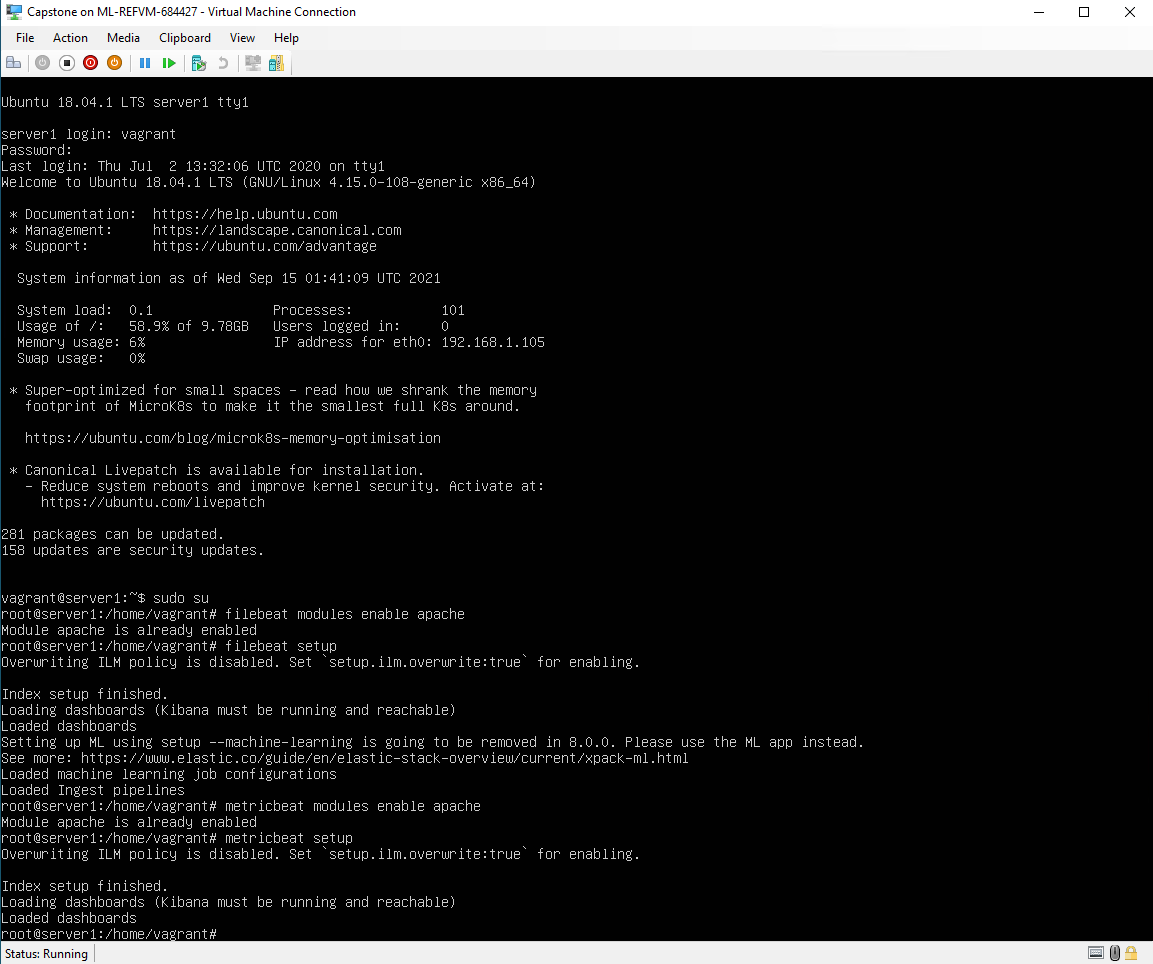 Capstone on ML-REFVM-684427 - Virtual Machine Connection
File Action Media Clipboard View Help
Ubuntu 18.04.1 LTS server1 tty1
server1 login: vagrant
Password:
Last login: Thu Jul  2 13:32:06 UTC 2020 on tty1
Welcome to Ubuntu 18.04.1 LTS (GNU/Linux 4.15.0-108-generic x86_64)
 * Documentation:  https://help.ubuntu.com
 * Management:     https://landscape.canonical.com
 * Support:        https://ubuntu.com/advantage
  System information as of Wed Sep 15 01:41:09 UTC 2021
  System load:  0.1               Processes:           101
  Usage of /:   58.9% of 9.78GB   Users logged in:     0
  Memory usage: 6%                IP address for eth0: 192.168.1.105
  Swap usage:   0%
 * Super-optimized for small spaces - read how we shrank the memory
   footprint of MicroK8s to make it the smallest full K8s around.
   https://ubuntu.com/blog/microk8s-memory-optimisation
 * Canonical Livepatch is available for installation.
   - Reduce system reboots and improve kernel security. Activate at:
     https://ubuntu.com/livepatch
281 packages can be updated.
158 updates are security updates.
vagrant@server1:~$ sudo su
root@server1:/home/vagrant# filebeat modules enable apache
Module apache is already enabled
root@server1:/home/vagrant# filebeat setup
Overwriting ILM policy is disabled. Set `setup.ilm.overwrite:true` for enabling.
Index setup finished.
Loading dashboards (Kibana must be running and reachable)
Loaded dashboards
Setting up ML using setup --machine-learning is going to be removed in 8.0.0. Please use the ML app instead.
See more: https://www.elastic.co/guide/en/elastic-stack-overview/current/xpack-ml.html
Loaded machine learning job configurations
Loaded Ingest pipelines
root@server1:/home/vagrant# metricbeat modules enable apache
Module apache is already enabled
root@server1:/home/vagrant# metricbeat setup
Overwriting ILM policy is disabled. Set `setup.ilm.overwrite:true` for enabling.
Index setup finished.
Loading dashboards (Kibana must be running and reachable)
Loaded dashboards
root@server1:/home/vagrant#
Status: Running